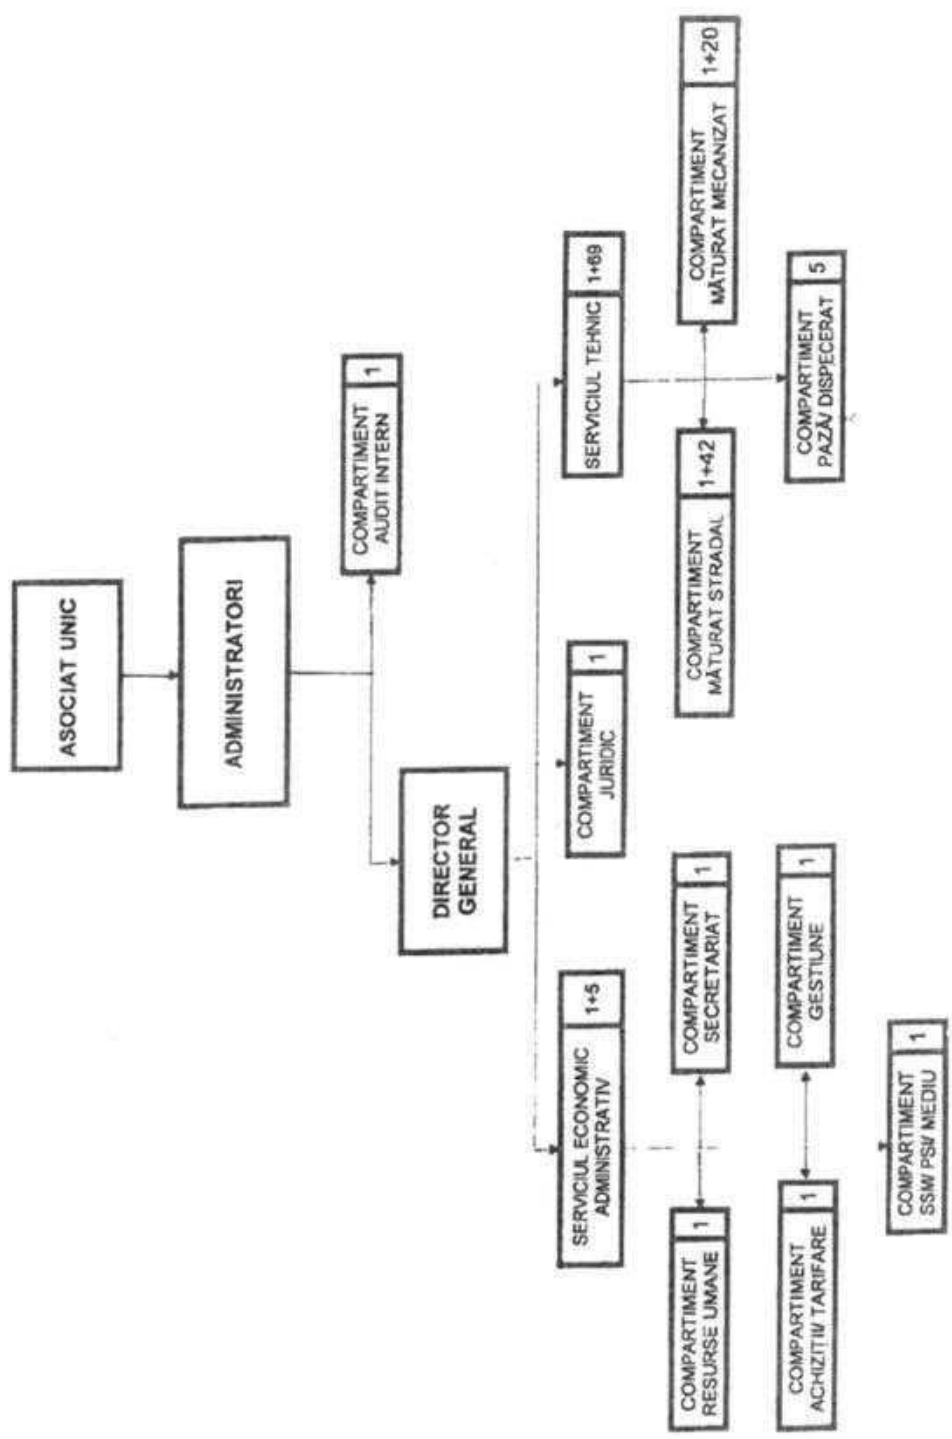 ASOCIAT UNIC
ADMINISTRATORI
COMPARTIMENT
AUDIT INTERN
1
DIRECTOR
GENERAL
SERVICIUL ECONOMIC
ADMINISTRATIV
1+5
COMPARTIMENT
JURIDIC
1
SERVICIUL TEHNIC
1+69
COMPARTIMENT
RESURSE UMANE
1
COMPARTIMENT
SECRETARIAT
1
COMPARTIMENT
MĂTURAT STRADAL
1+42
COMPARTIMENT
MĂTURAT MECANIZAT
1+20
COMPARTIMENT
ACHIZIȚII/ TARIFARE
1
COMPARTIMENT
GESTIUNE
1
COMPARTIMENT
PAZĂ/ DISPECERAT
5
COMPARTIMENT
SSM/ PSI/ MEDIU
1